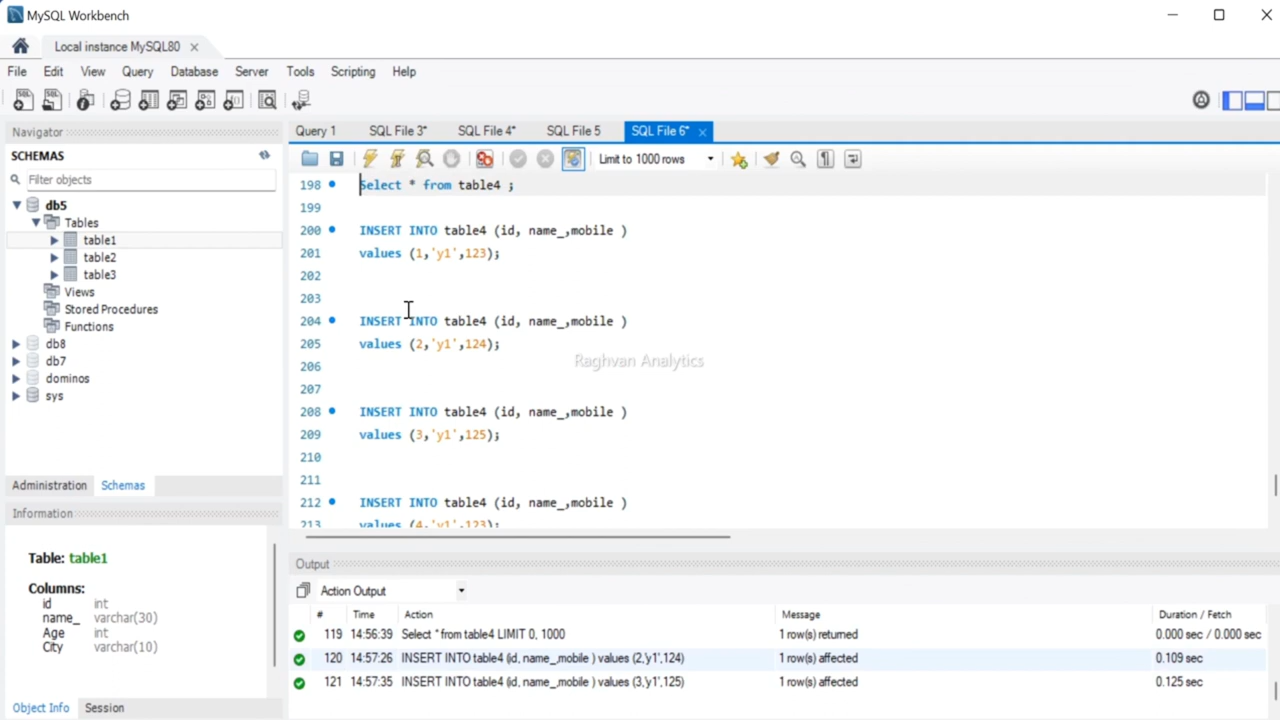 MySQL Workbench
Local instance MySQL80
File Edit View Query Database Server Tools Scripting Help
Navigator
SCHEMAS
Filter objects
db5
Tables
table1
table2
table3
Views
Stored Procedures
Functions
db8
db7
dominos
sys
Administration Schemas
Information
Table: table1
Columns:
id int
name_ varchar(30)
Age int
City varchar(10)
Object Info Session
Query 1 SQL File 3* SQL File 4* SQL File 5 SQL File 6*
Limit to 1000 rows
198 Select * from table4 ;
199
200 INSERT INTO table4 (id, name_,mobile )
201 values (1,'y1',123);
202
203
204 INSERT INTO table4 (id, name_,mobile )
205 values (2,'y1',124);
206
207
208 INSERT INTO table4 (id, name_,mobile )
209 values (3,'y1',125);
210
211
212 INSERT INTO table4 (id, name_,mobile )
213 values (4,'y1',123);
Raghvan Analytics
Output
Action Output
# Time Action Message Duration / Fetch
119 14:56:39 Select * from table4 LIMIT 0, 1000 1 row(s) returned 0.000 sec / 0.000 sec
120 14:57:26 INSERT INTO table4 (id, name_,mobile ) values (2,'y1',124) 1 row(s) affected 0.109 sec
121 14:57:35 INSERT INTO table4 (id, name_,mobile ) values (3,'y1',125) 1 row(s) affected 0.125 sec